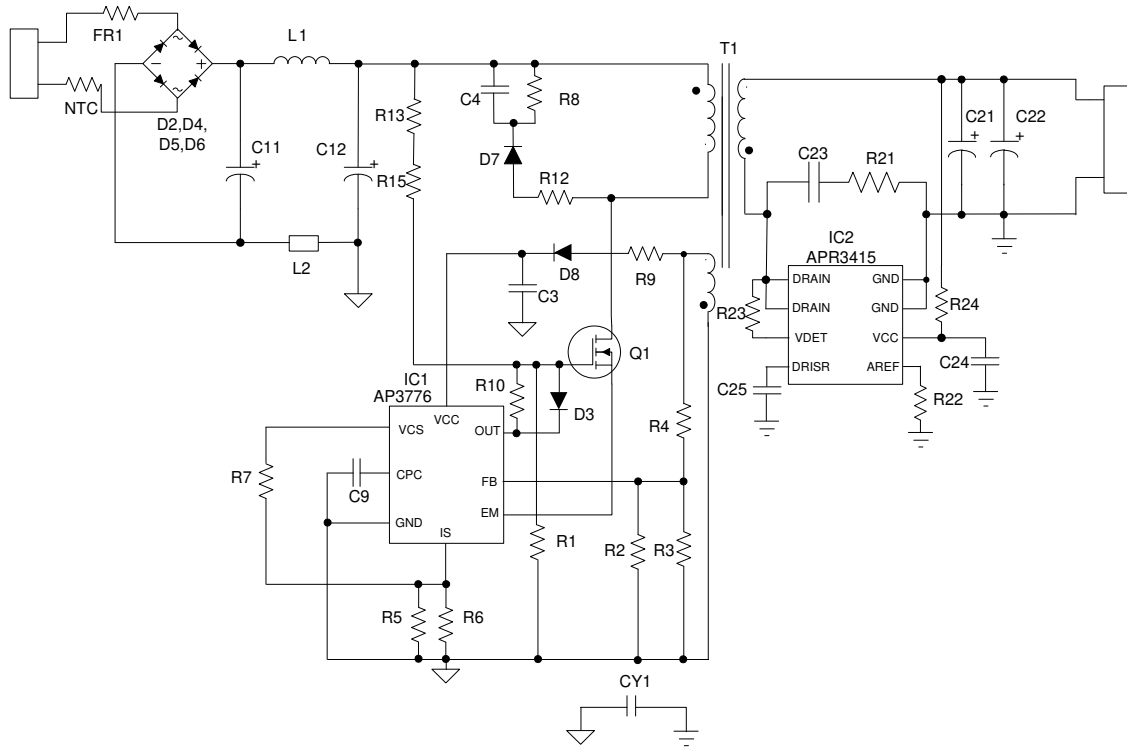 FR1
L1
T1
NTC
D2,D4,
D5,D6
C11
C12
R13
R15
C4
R8
D7
R12
C21
C22
C23
R21
IC2
APR3415
DRAIN
GND
DRAIN
GND
VDET
VCC
DRISR
AREF
R23
R24
C24
C25
R22
L2
D8
C3
R9
Q1
IC1
AP3776
R10
D3
R4
VCC
VCS
OUT
CPC
FB
GND
EM
IS
R7
C9
R1
R2
R3
R5
R6
CY1